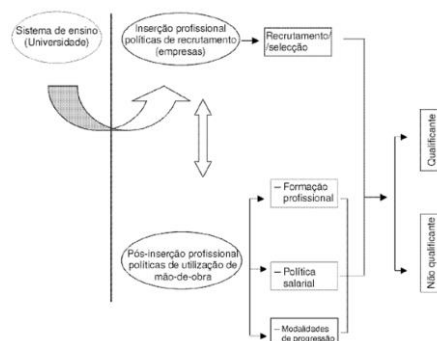 Sistema de ensino
(Universidade)
Inserção profissional
políticas de recrutamento
(empresas)
Recrutamento/
/selecção
Qualificante
– Formação
profissional
Pós-inserção profissional
políticas de utilização de
mão-de-obra
– Política
salarial
Não qualificante
– Modalidades
de progressão